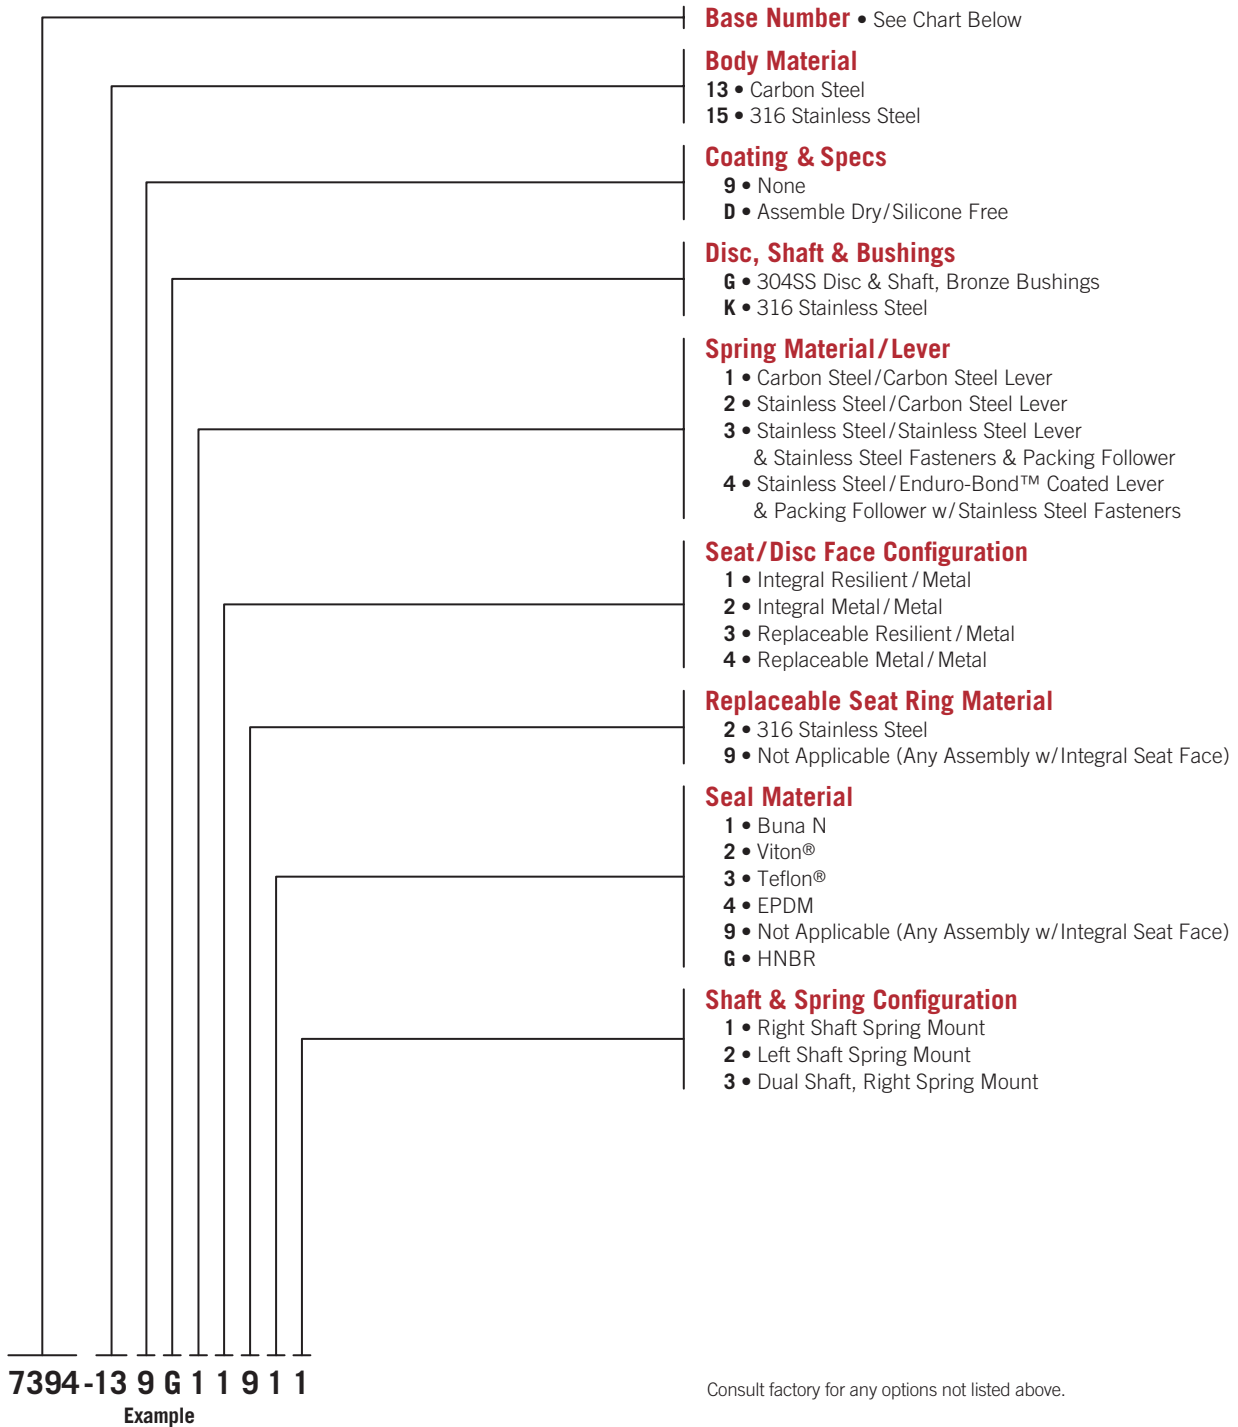 Base Number • See Chart Below
Body Material
13 • Carbon Steel
15 • 316 Stainless Steel
Coating & Specs
9 • None
D • Assemble Dry/Silicone Free
Disc, Shaft & Bushings
G • 304SS Disc & Shaft, Bronze Bushings
K • 316 Stainless Steel
Spring Material/Lever
1 • Carbon Steel/Carbon Steel Lever
2 • Stainless Steel/Carbon Steel Lever
3 • Stainless Steel/Stainless Steel Lever
& Stainless Steel Fasteners & Packing Follower
4 • Stainless Steel/Enduro-Bond™ Coated Lever
& Packing Follower w/Stainless Steel Fasteners
Seat/Disc Face Configuration
1 • Integral Resilient/Metal
2 • Integral Metal/Metal
3 • Replaceable Resilient/Metal
4 • Replaceable Metal/Metal
Replaceable Seat Ring Material
2 • 316 Stainless Steel
9 • Not Applicable (Any Assembly w/Integral Seat Face)
Seal Material
1 • Buna N
2 • Viton®
3 • Teflon®
4 • EPDM
9 • Not Applicable (Any Assembly w/Integral Seat Face)
G • HNBR
Shaft & Spring Configuration
1 • Right Shaft Spring Mount
2 • Left Shaft Spring Mount
3 • Dual Shaft, Right Spring Mount
7394-13 9 G 1 1 9 1 1
Example
Consult factory for any options not listed above.